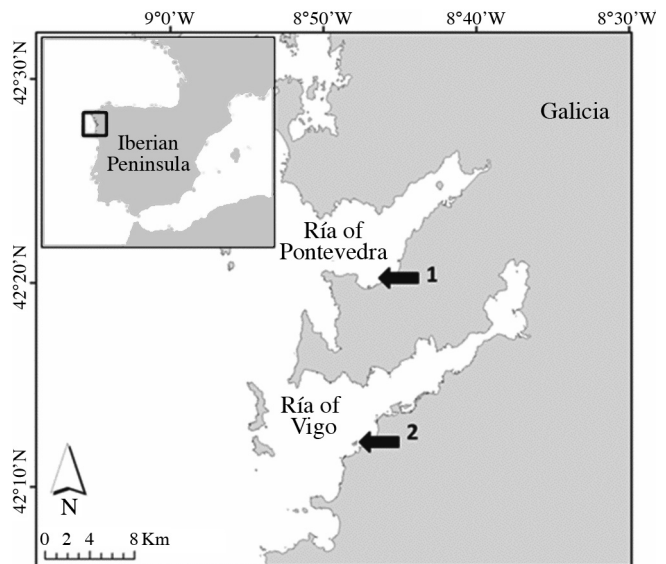 9°0'W 8°50'W 8°40'W 8°30'W
42°30'N
Galicia
Iberian
Peninsula
Ría of
Pontevedra
1
42°20'N
Ría of
Vigo
2
42°10'N
N
0 2 4 8 Km